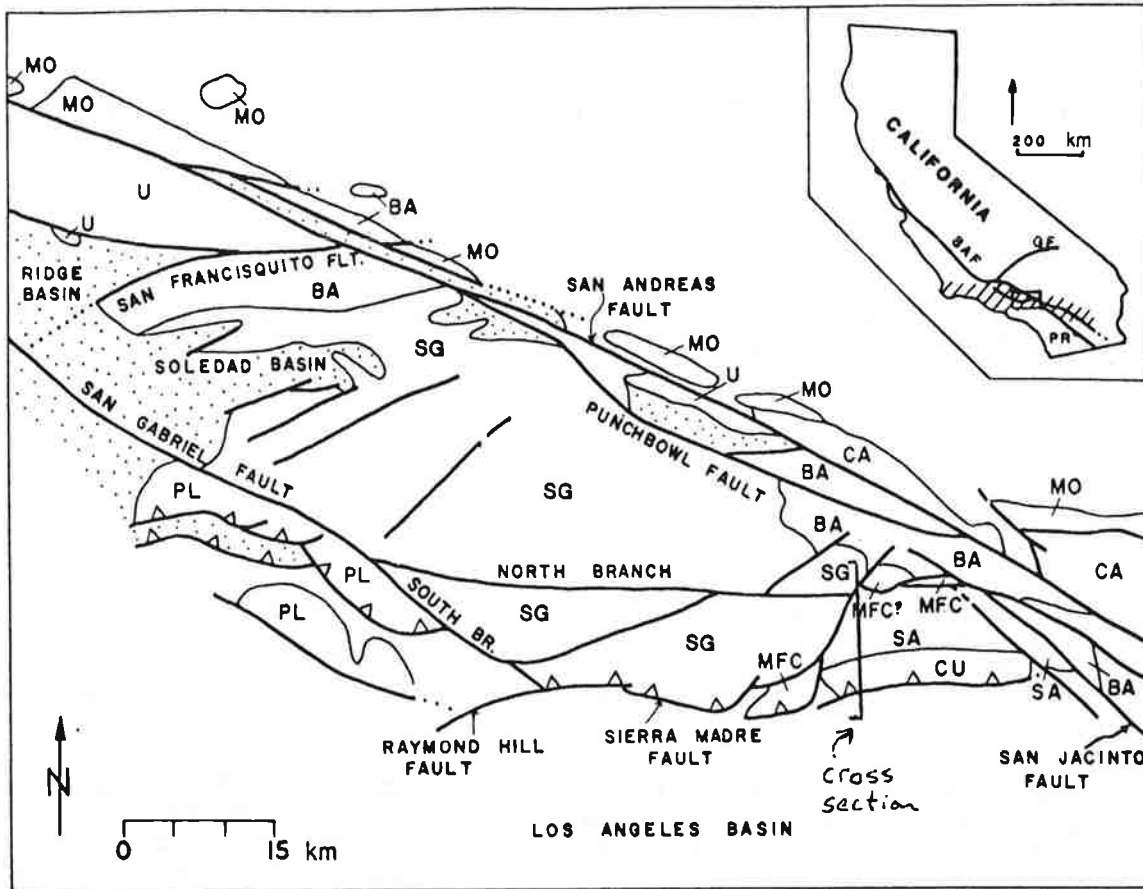 MO
MO
MO
U
U
BA
MO
RIDGE
BASIN
SAN FRANCISQUITO FLT.
BA
SAN ANDREAS
FAULT
MO
SG
U
MO
SOLEDAD BASIN
SAN GABRIEL FAULT
PUNCHBOWL FAULT
CA
BA
PL
SG
BA
MO
BA
CA
PL
NORTH BRANCH
SG
MFC?
MFC
PL
SOUTH BR.
SG
SG
MFC
SA
CU
SA
BA
RAYMOND HILL
FAULT
SIERRA MADRE
FAULT
cross
section
SAN JACINTO
FAULT
N
0 15 km
LOS ANGELES BASIN
CALIFORNIA
200 km
SAF
G.F.
PR